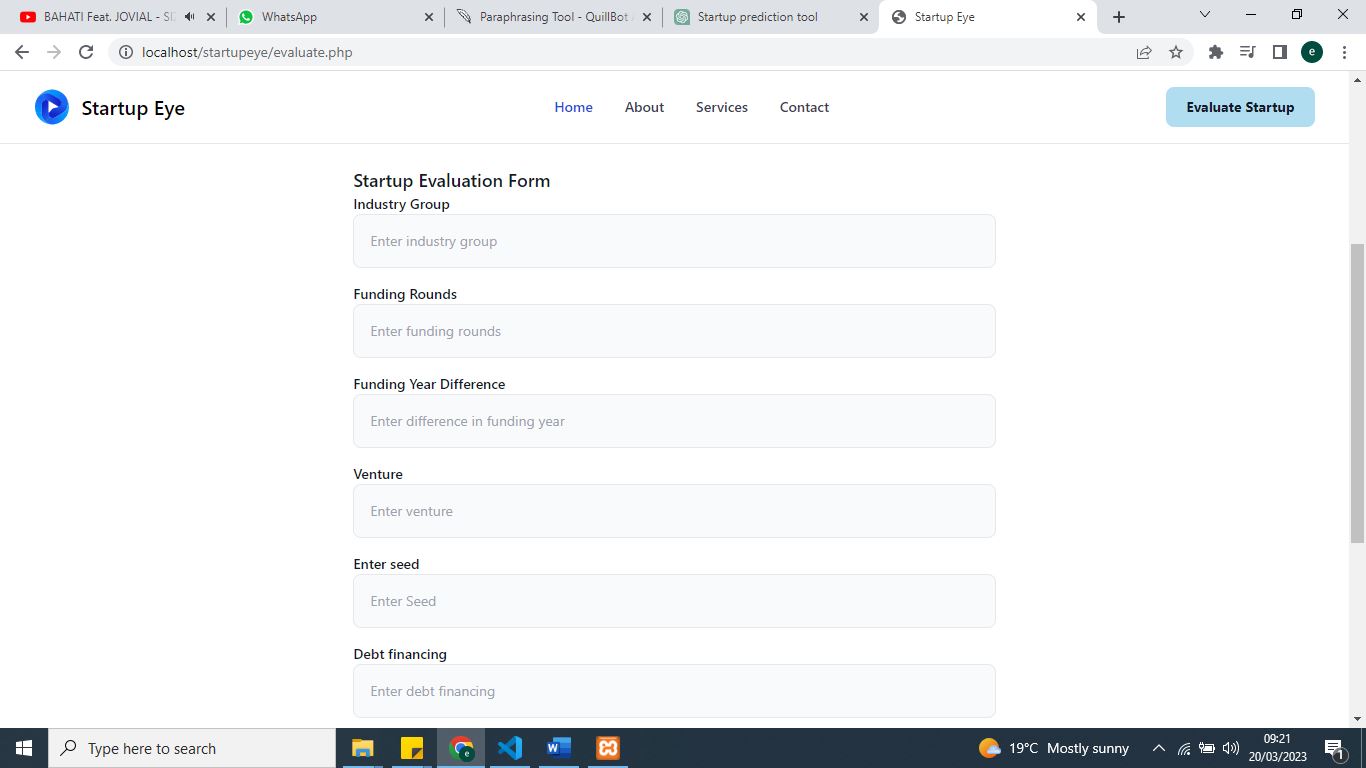 BAHATI Feat. JOVIAL - SI
WhatsApp
Paraphrasing Tool - QuillBot
Startup prediction tool
Startup Eye
localhost/startupeye/evaluate.php
e
Startup Eye
Home
About
Services
Contact
Evaluate Startup
Startup Evaluation Form
Industry Group
Enter industry group
Funding Rounds
Enter funding rounds
Funding Year Difference
Enter difference in funding year
Venture
Enter venture
Enter seed
Enter Seed
Debt financing
Enter debt financing
Type here to search
19°C Mostly sunny
09:21
20/03/2023
1